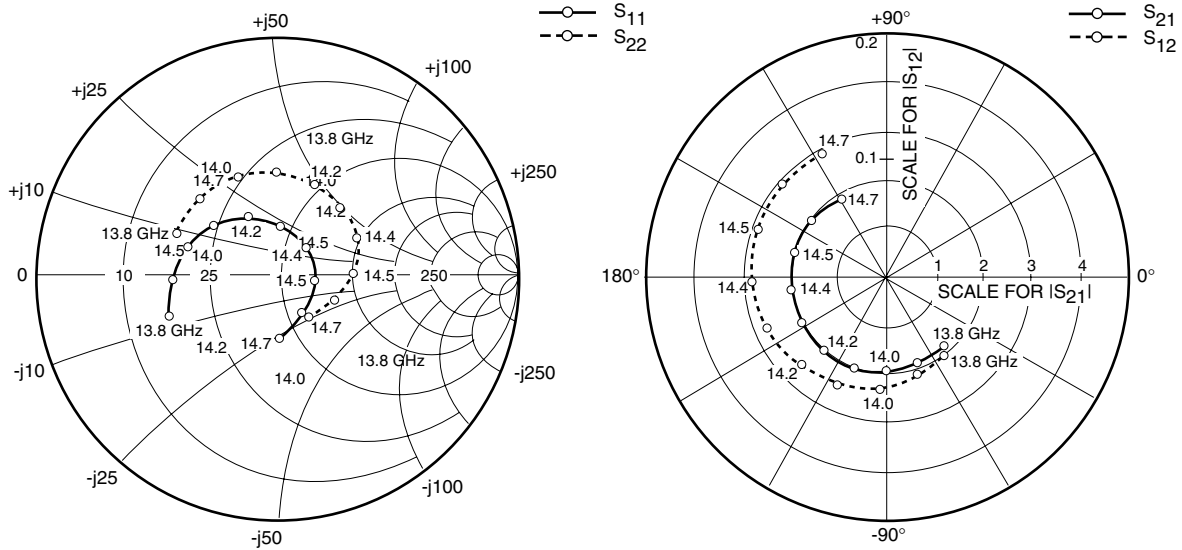 S11
S22
+j50
+j25
+j100
+j10
+j250
0
10
25
250
-j10
-j250
-j25
-j100
-j50
13.8 GHz
14.0
14.7
14.2
14.0
14.2
13.8 GHz
14.5
14.0
14.2
14.5
14.4
14.4
14.5
14.5
13.8 GHz
14.2
14.7
14.7
13.8 GHz
14.0
S21
S12
+90°
0.2
SCALE FOR |S12|
0.1
14.7
14.7
14.5
14.5
180°
1
2
3
4
0°
SCALE FOR |S21|
14.4
14.4
13.8 GHz
14.2
14.0
13.8 GHz
14.2
14.0
-90°